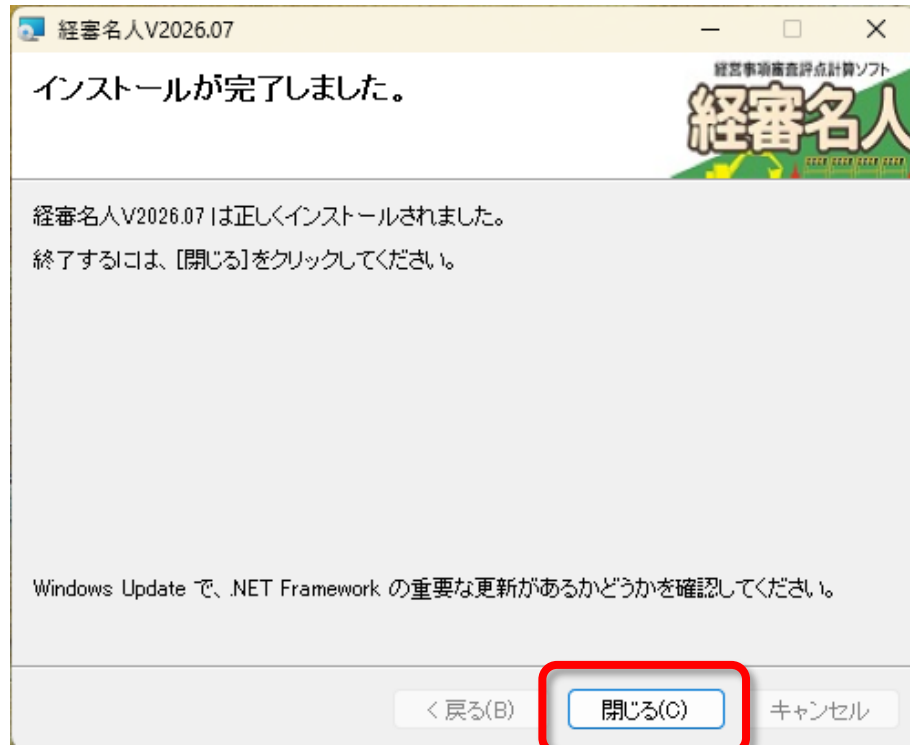 経審名人V2026.07
インストールが完了しました。
経営事項審査評点計算ソフト
経審名人
経審名人V2026.07 は正しくインストールされました。
終了するには、[閉じる]をクリックしてください。
Windows Update で、.NET Framework の重要な更新があるかどうかを確認してください。
< 戻る(B)
閉じる(C)
キャンセル